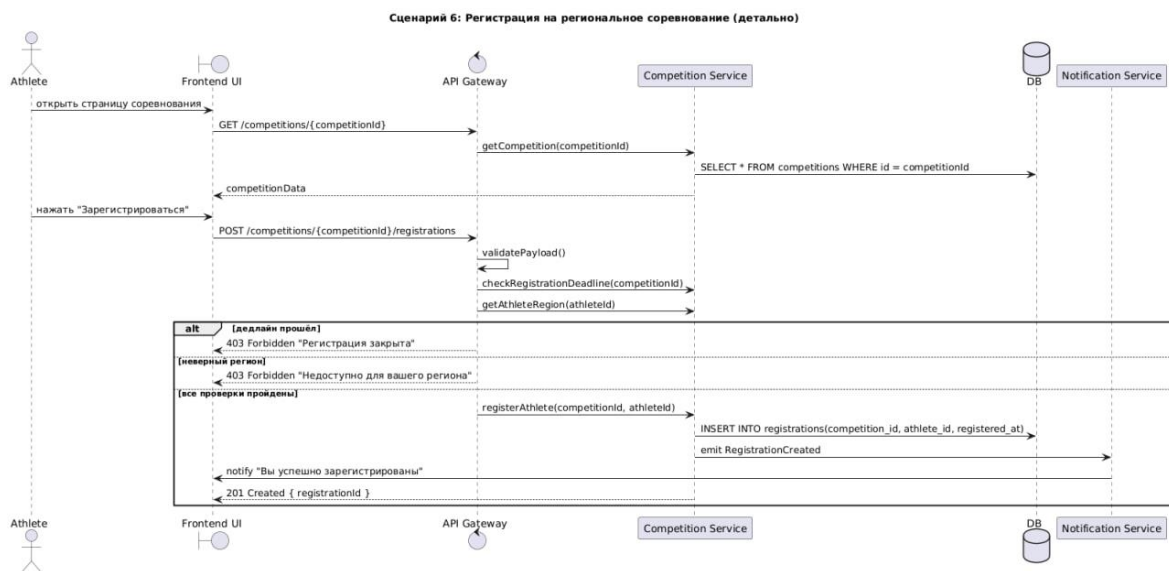 Сценарий 6: Регистрация на региональное соревнование (детально)
Athlete
Frontend UI
API Gateway
Competition Service
DB
Notification Service
открыть страницу соревнования
GET /competitions/{competitionId}
getCompetition(competitionId)
SELECT * FROM competitions WHERE id = competitionId
competitionData
нажать "Зарегистрироваться"
POST /competitions/{competitionId}/registrations
validatePayload()
checkRegistrationDeadline(competitionId)
getAthleteRegion(athleteId)
alt [дедлайн прошёл]
403 Forbidden "Регистрация закрыта"
[неверный регион]
403 Forbidden "Недоступно для вашего региона"
[все проверки пройдены]
registerAthlete(competitionId, athleteId)
INSERT INTO registrations(competition_id, athlete_id, registered_at)
emit RegistrationCreated
notify "Вы успешно зарегистрированы"
201 Created { registrationId }
Athlete
Frontend UI
API Gateway
Competition Service
DB
Notification Service